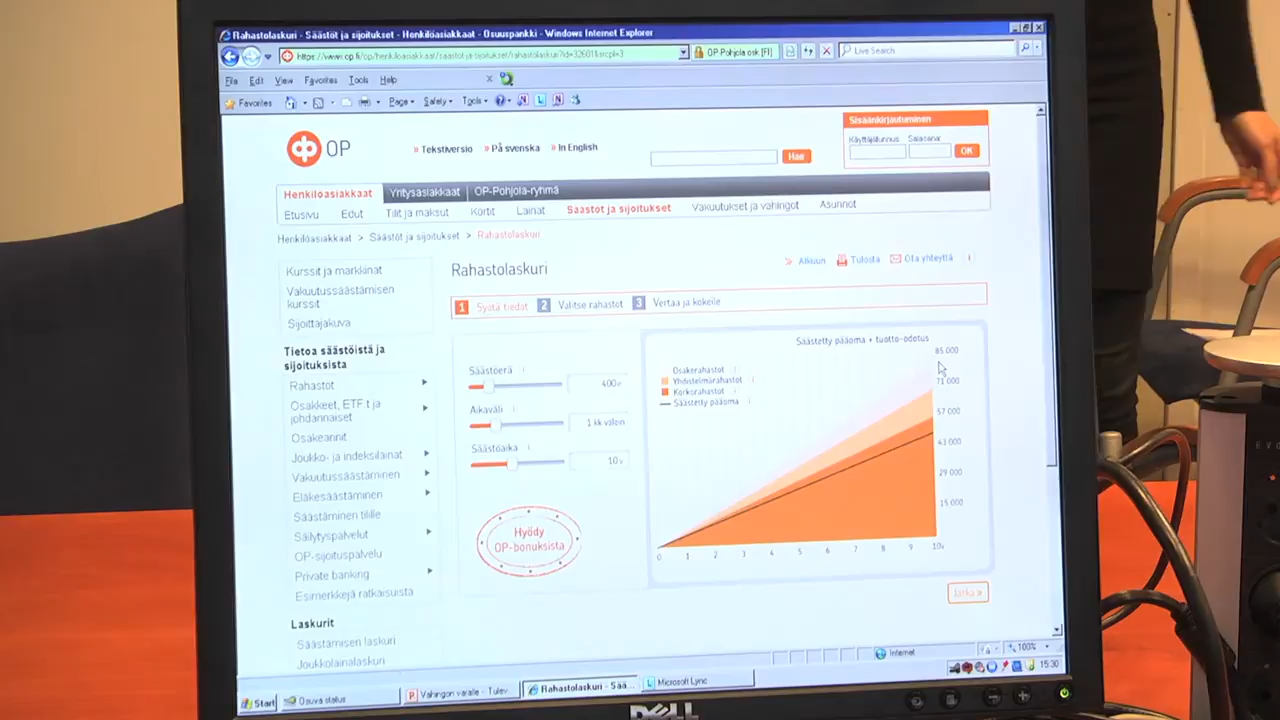 Rahastolaskuri - Säästöt ja sijoitukset - Henkilöasiakkaat - Osuuspankki - Windows Internet Explorer
OP Pohjola osk [FI]
Live Search
File Edit View Favorites Tools Help
Favorites
Page Safety Tools
OP
» Tekstiversio » På svenska » In English
Hae
Sisäänkirjautuminen
Käyttäjätunnus Salasana:
OK
Henkilöasiakkaat Yritysasiakkaat OP-Pohjola-ryhmä
Etusivu Edut Tilit ja maksut Kortit Lainat Säästöt ja sijoitukset Vakuutukset ja vahingot Asunnot
Henkilöasiakkaat > Säästöt ja sijoitukset > Rahastolaskuri
Kurssit ja markkinat
Vakuutussäästämisen
kurssit
Sijoittajakuva
Tietoa säästöistä ja
sijoituksista
Rahastot
Osakkeet, ETF:t ja
johdannaiset
Osakeannit
Joukko- ja indeksilainat
Vakuutussäästäminen
Eläkesäästäminen
Säästäminen tilille
Säilytyspalvelut
OP-sijoituspalvelu
Private banking
Esimerkkejä ratkaisuista
Laskurit
Säästämisen laskuri
Joukkolainalaskuri
Rahastolaskuri
» Alkuun Tulosta Ota yhteyttä
1 Syötä tiedot 2 Valitse rahastot 3 Vertaa ja kokeile
Säästöerä i
400
Aikaväli i
1 kk välein
Säästöaika i
10 v
Hyödy
OP-bonuksista
Säästetty pääoma + tuotto-odotus
Osakerahastot i
Yhdistelmärahastot i
Korkorahastot i
Säästetty pääoma i
85 000
71 000
57 000
43 000
29 000
15 000
0 1 2 3 4 5 6 7 8 9 10v
Jatka »
Internet
100%
Start
Osuva status
Vahingon varalle - Tulev...
Rahastolaskuri - Sää...
Microsoft Lync
15:30
DELL